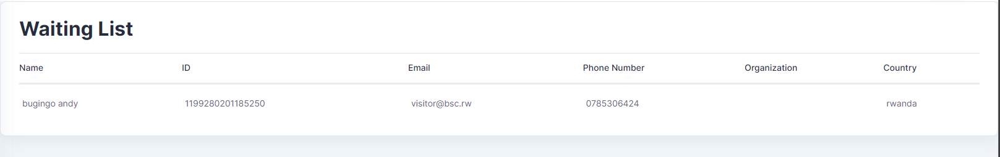 Waiting List
Name ID Email Phone Number Organization Country
bugingo andy 1199280201185250 visitor@bsc.rw 0785306424 rwanda